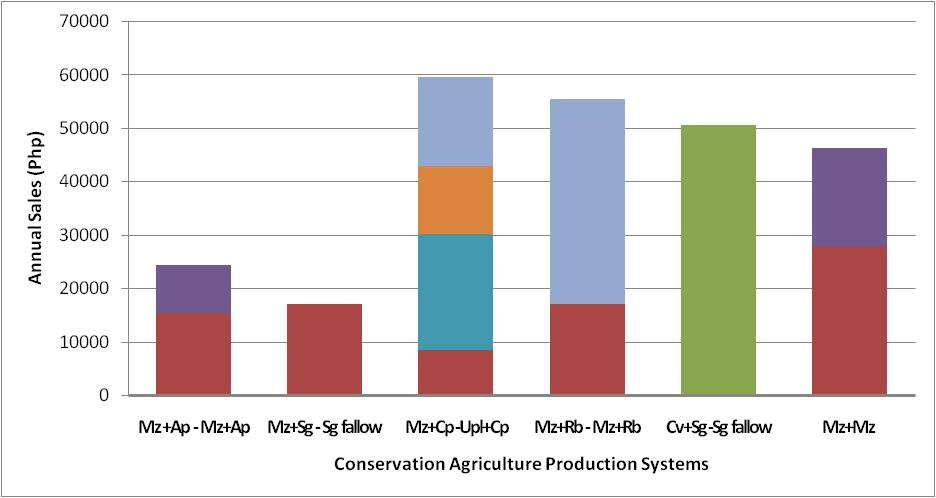 70000
60000
50000
40000
30000
20000
10000
0
Annual Sales (Php)
Mz+Ap - Mz+Ap
Mz+Sg - Sg fallow
Mz+Cp -Upl+Cp
Mz+Rb - Mz+Rb
Cv+Sg-Sg fallow
Mz+Mz
Conservation Agriculture Production Systems